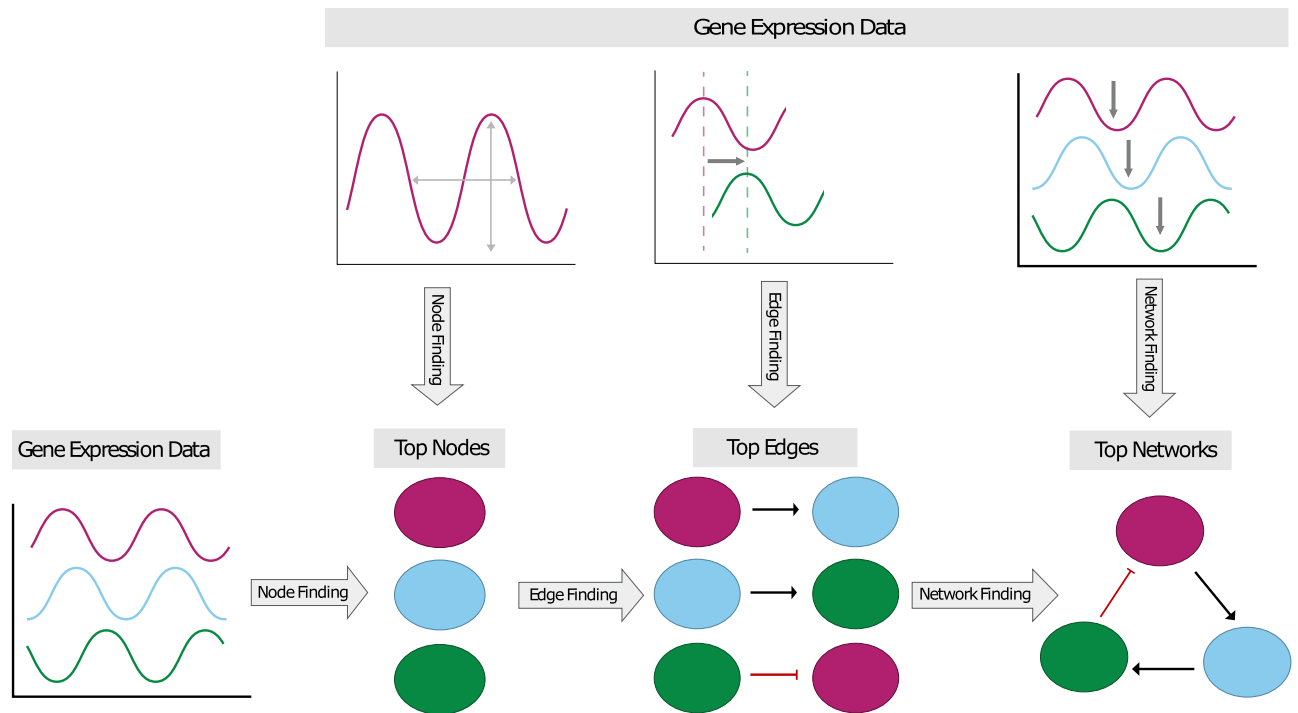 Gene Expression Data
Node Finding
Edge Finding
Network Finding
Gene Expression Data
Top Nodes
Top Edges
Top Networks
Node Finding
Edge Finding
Network Finding